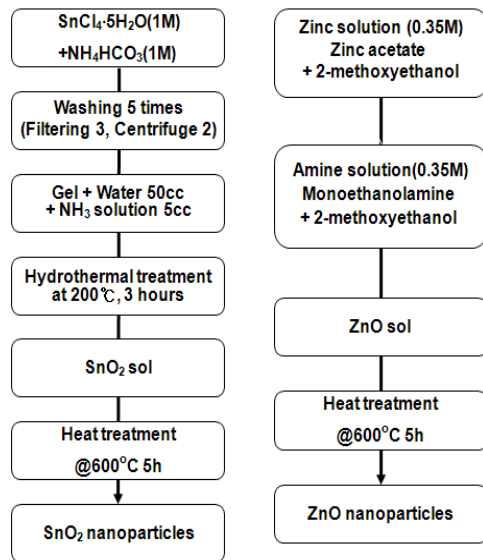 SnCl₄·5H₂O(1M)
+NH₄HCO₃(1M)
Washing 5 times
(Filtering 3, Centrifuge 2)
Gel + Water 50cc
+ NH₃ solution 5cc
Hydrothermal treatment
at 200℃, 3 hours
SnO₂ sol
Heat treatment
@600°C 5h
SnO₂ nanoparticles
Zinc solution (0.35M)
Zinc acetate
+ 2-methoxyethanol
Amine solution(0.35M)
Monoethanolamine
+ 2-methoxyethanol
ZnO sol
Heat treatment
@600°C 5h
ZnO nanoparticles